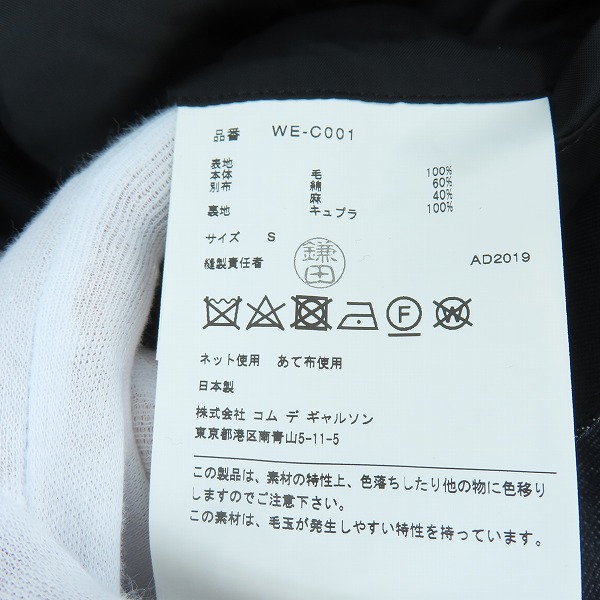 品番 WE-C001
表地
本体 毛 100%
別布 綿 60%
麻 40%
裏地 キュプラ 100%
サイズ S
縫製責任者 鎌田 AD2019
F W
ネット使用 あて布使用
日本製
株式会社 コム デ ギャルソン
東京都港区南青山5-11-5
この製品は、素材の特性上、色落ちしたり他の物に色移り
しますのでご注意下さい。
この素材は、毛玉が発生しやすい特性を持っています。